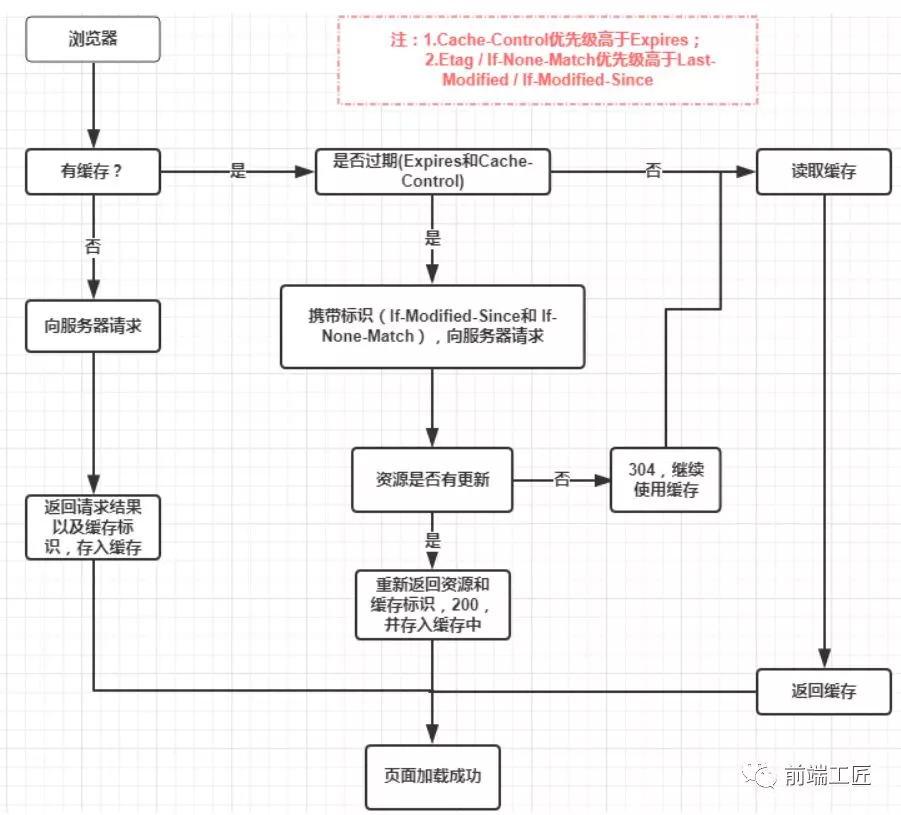 浏览器
注：1.Cache-Control优先级高于Expires；
2.Etag / If-None-Match优先级高于Last-
Modified / If-Modified-Since
有缓存？
是
是否过期(Expires和Cache-
Control)
否
读取缓存
否
是
向服务器请求
携带标识（If-Modified-Since和 If-
None-Match），向服务器请求
资源是否有更新
否
304，继续
使用缓存
返回请求结果
以及缓存标
识，存入缓存
是
重新返回资源和
缓存标识，200，
并存入缓存中
返回缓存
页面加载成功
前端工匠